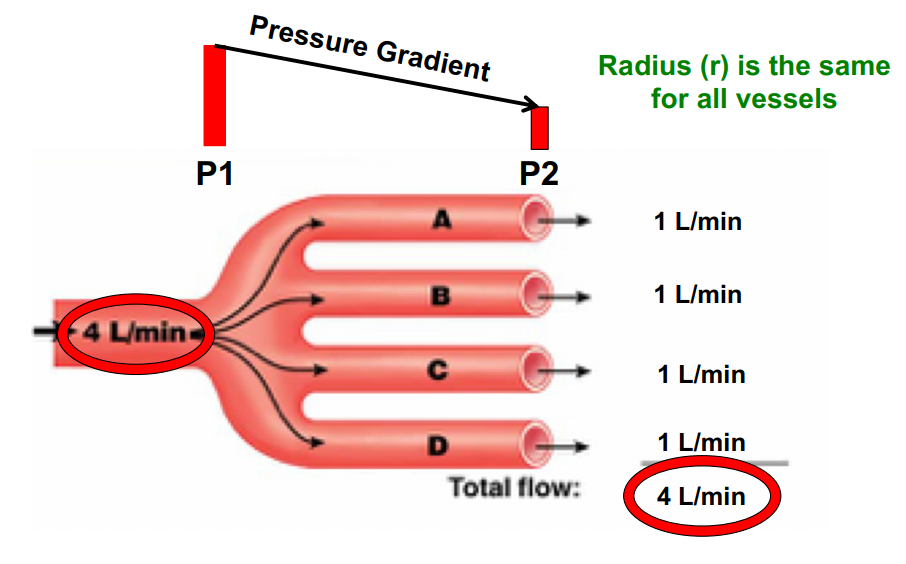 Pressure Gradient
Radius (r) is the same
for all vessels
P1
P2
A
1 L/min
B
1 L/min
4 L/min
C
1 L/min
D
1 L/min
Total flow:
4 L/min